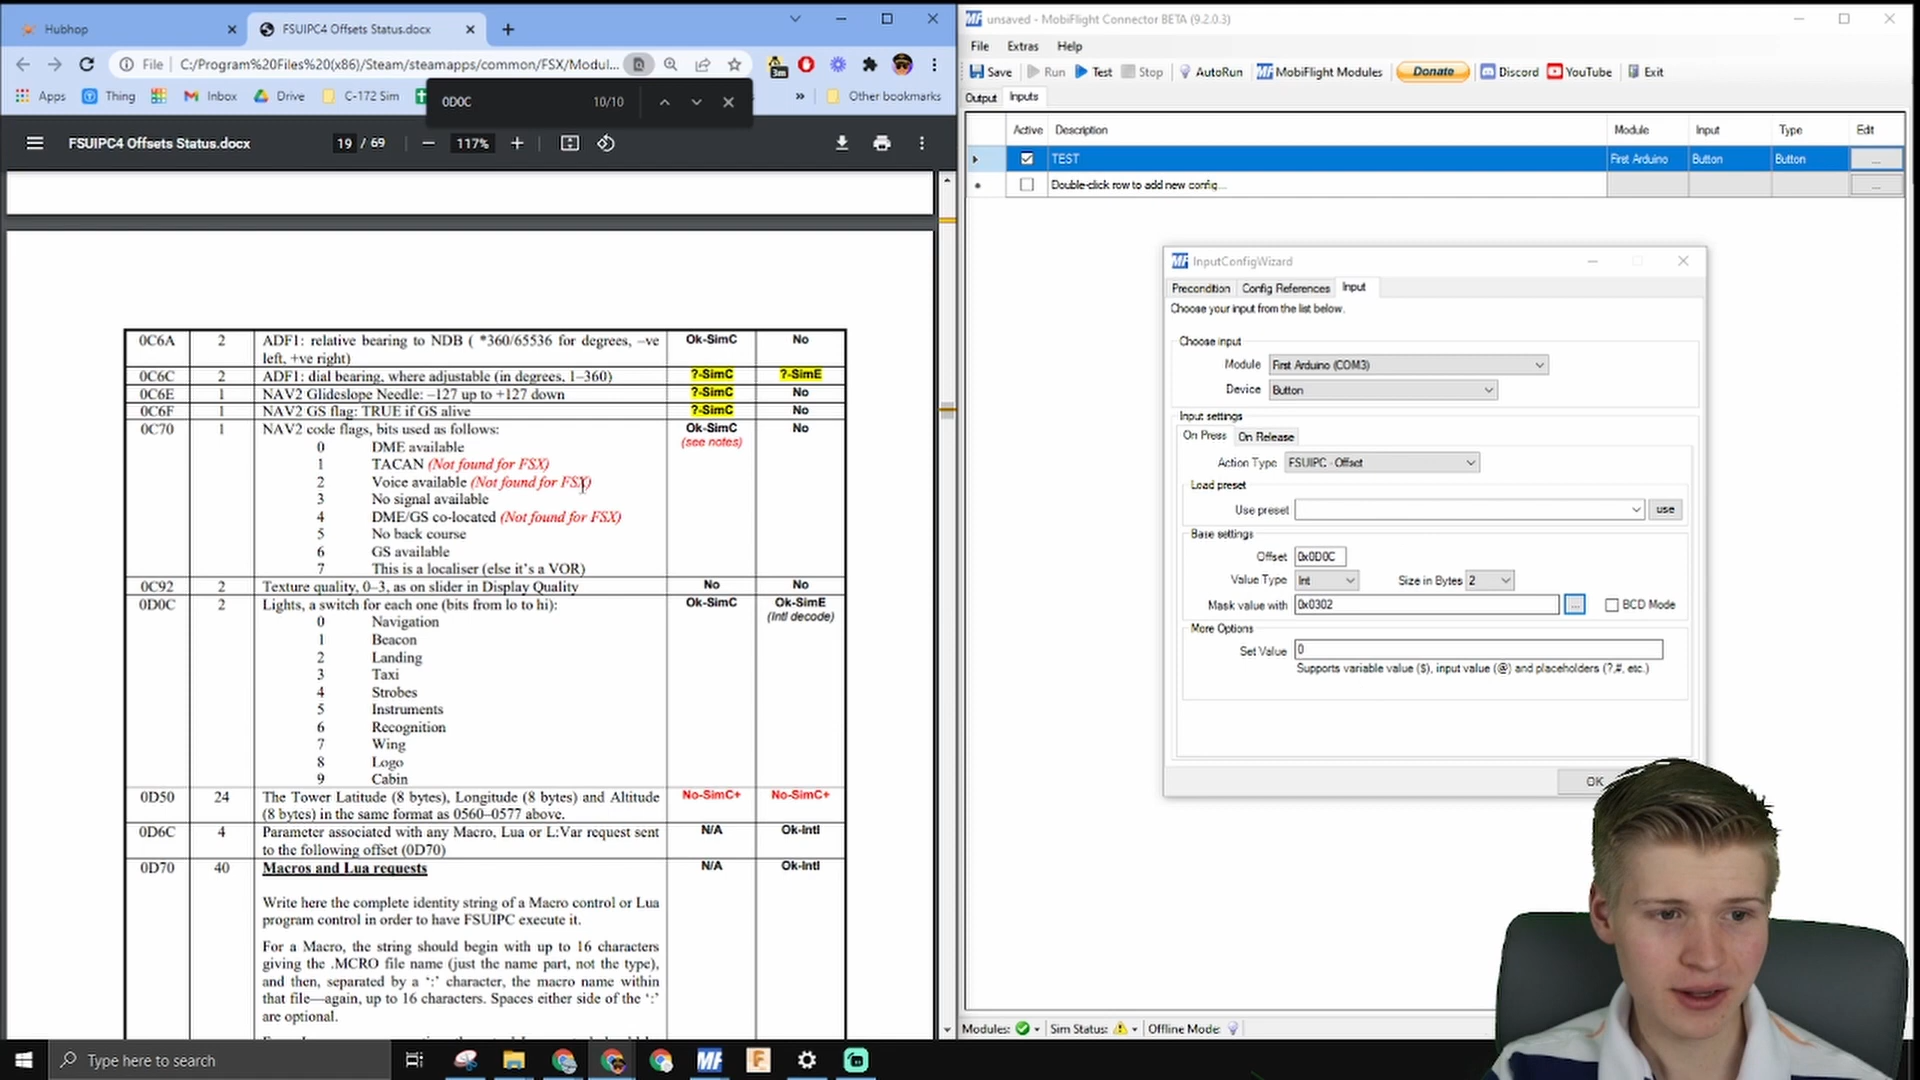 Hubhop
FSUIPC4 Offsets Status.docx
File
C:/Program%20Files%20(x86)/Steam/steamapps/common/FSX/Modul...
3m
Apps
Thing
Inbox
Drive
C-172 Sim
Other bookmarks
0D0C
10/10
FSUIPC4 Offsets Status.docx
19 / 69
117%
0C6A 2 ADF1: relative bearing to NDB ( *360/65536 for degrees, –ve Ok-SimC No
left, +ve right)
0C6C 2 ADF1: dial bearing, where adjustable (in degrees, 1–360) ?-SimC ?-SimE
0C6E 1 NAV2 Glideslope Needle: –127 up to +127 down ?-SimC No
0C6F 1 NAV2 GS flag: TRUE if GS alive ?-SimC No
0C70 1 NAV2 code flags, bits used as follows: Ok-SimC No
(see notes)
0 DME available
1 TACAN (Not found for FSX)
2 Voice available (Not found for FSX)
3 No signal available
4 DME/GS co-located (Not found for FSX)
5 No back course
6 GS available
7 This is a localiser (else it's a VOR)
0C92 2 Texture quality, 0–3, as on slider in Display Quality No No
0D0C 2 Lights, a switch for each one (bits from lo to hi): Ok-SimC Ok-SimE
(Intl decode)
0 Navigation
1 Beacon
2 Landing
3 Taxi
4 Strobes
5 Instruments
6 Recognition
7 Wing
8 Logo
9 Cabin
0D50 24 The Tower Latitude (8 bytes), Longitude (8 bytes) and Altitude No-SimC+ No-SimC+
(8 bytes) in the same format as 0560–0577 above.
0D6C 4 Parameter associated with any Macro, Lua or L:Var request sent N/A Ok-Intl
to the following offset (0D70)
0D70 40 Macros and Lua requests N/A Ok-Intl
Write here the complete identity string of a Macro control or Lua
program control in order to have FSUIPC execute it.
For a Macro, the string should begin with up to 16 characters
giving the .MCRO file name (just the name part, not the type),
and then, separated by a ':' character, the macro name within
that file—again, up to 16 characters. Spaces either side of the ':'
are optional.
MF unsaved - MobiFlight Connector BETA (9.2.0.3)
File Extras Help
Save Run Test Stop AutoRun MF MobiFlight Modules Donate Discord YouTube Exit
Output Inputs
Active Description Module Input Type Edit
TEST First Arduino Button Button ...
Double-click row to add new config... ...
MF InputConfigWizard
Precondition Config References Input
Choose your input from the list below.
Choose input
Module First Arduino (COM3)
Device Button
Input settings
On Press On Release
Action Type FSUIPC - Offset
Load preset
Use preset use
Base settings
Offset 0x0D0C
Value Type Int Size in Bytes 2
Mask value with 0x0302 ... BCD Mode
More Options
Set Value 0
Supports variable value ($), input value (@) and placeholders (?,#, etc.)
OK
Modules: Sim Status: Offline Mode:
Type here to search
MF
F